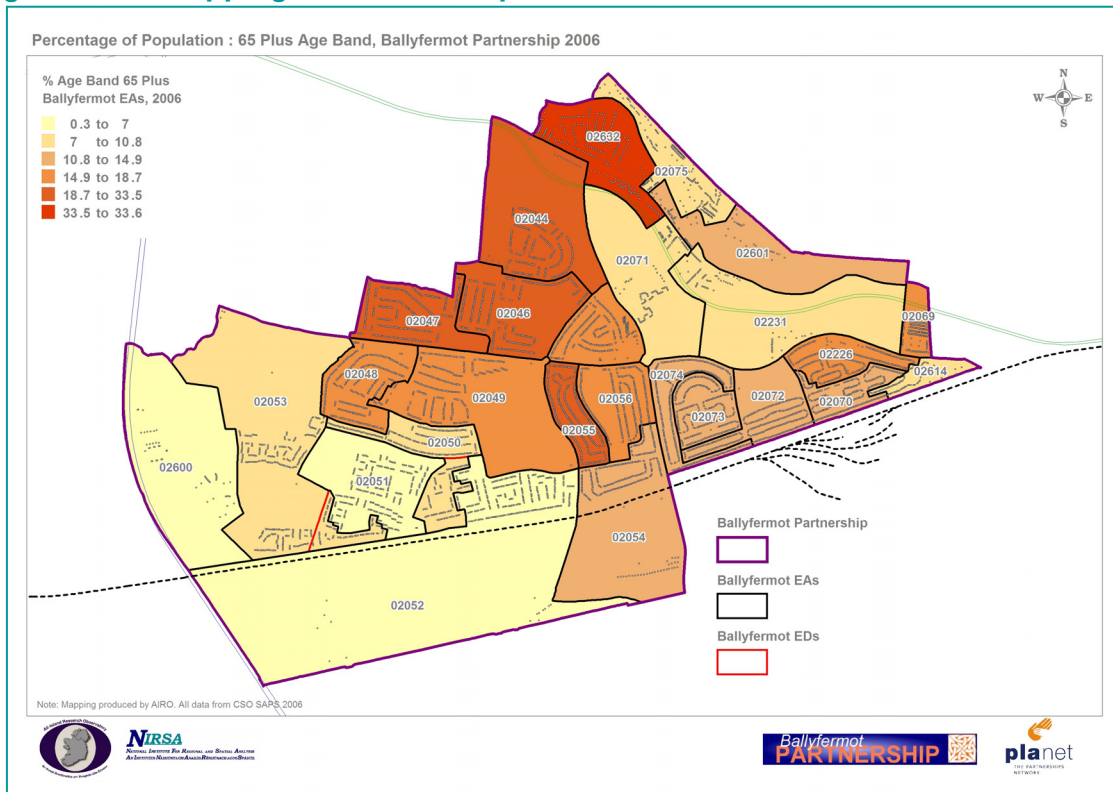 Percentage of Population : 65 Plus Age Band, Ballyfermot Partnership 2006
% Age Band 65 Plus
Ballyfermot EAs, 2006
0.3 to 7
7 to 10.8
10.8 to 14.9
14.9 to 18.7
18.7 to 33.5
33.5 to 33.6
N
W E
S
02632
02075
02044
02601
02071
02047
02046
02231
02069
02226
02048
02074
02614
02053
02049
02056
02072
02070
02073
02055
02050
02600
02051
02054
02052
Ballyfermot Partnership
Ballyfermot EAs
Ballyfermot EDs
Note: Mapping produced by AIRO. All data from CSO SAPS 2006
All-Island Research Observatory
NIRSA
National Institute For Regional and Spatial Analysis
Ballyfermot
PARTNERSHIP
planet
THE PARTNERSHIPS
NETWORK